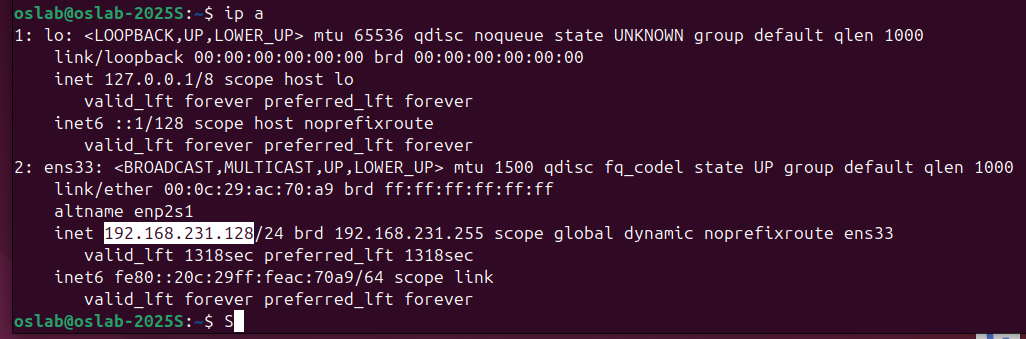 oslab@oslab-2025S:~$ ip a
1: lo: <LOOPBACK,UP,LOWER_UP> mtu 65536 qdisc noqueue state UNKNOWN group default qlen 1000
    link/loopback 00:00:00:00:00:00 brd 00:00:00:00:00:00
    inet 127.0.0.1/8 scope host lo
       valid_lft forever preferred_lft forever
    inet6 ::1/128 scope host noprefixroute
       valid_lft forever preferred_lft forever
2: ens33: <BROADCAST,MULTICAST,UP,LOWER_UP> mtu 1500 qdisc fq_codel state UP group default qlen 1000
    link/ether 00:0c:29:ac:70:a9 brd ff:ff:ff:ff:ff:ff
    altname enp2s1
    inet 192.168.231.128/24 brd 192.168.231.255 scope global dynamic noprefixroute ens33
       valid_lft 1318sec preferred_lft 1318sec
    inet6 fe80::20c:29ff:feac:70a9/64 scope link
       valid_lft forever preferred_lft forever
oslab@oslab-2025S:~$ S